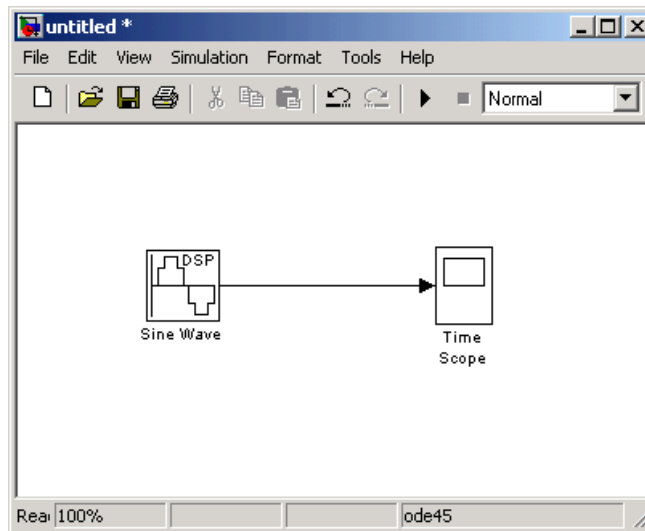 untitled *
File Edit View Simulation Format Tools Help
Normal
DSP
Sine Wave
Time
Scope
100% ode45